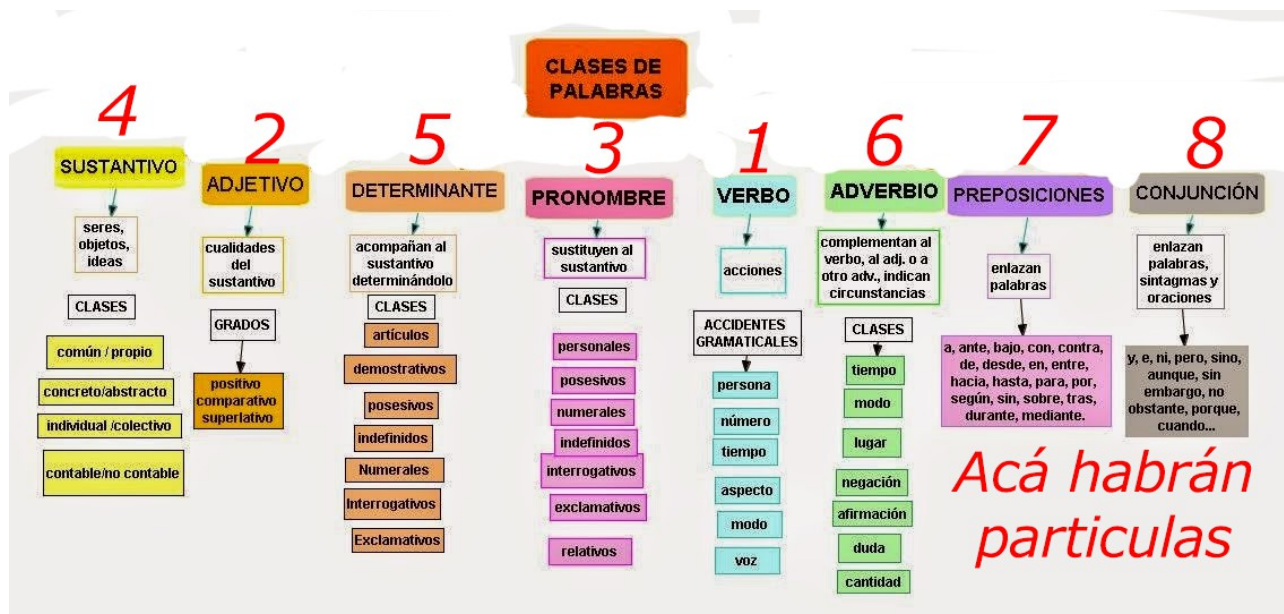 CLASES DE
PALABRAS
4
SUSTANTIVO
seres,
objetos,
ideas
CLASES
común / propio
concreto/abstracto
individual /colectivo
contable/no contable
2
ADJETIVO
cualidades
del
sustantivo
GRADOS
positivo
comparativo
superlativo
5
DETERMINANTE
acompañan al
sustantivo
determinándolo
CLASES
artículos
demostrativos
posesivos
indefinidos
Numerales
Interrogativos
Exclamativos
3
PRONOMBRE
sustituyen al
sustantivo
CLASES
personales
posesivos
numerales
indefinidos
interrogativos
exclamativos
relativos
1
VERBO
acciones
ACCIDENTES
GRAMATICALES
persona
número
tiempo
aspecto
modo
voz
6
ADVERBIO
complementan al
verbo, al adj. o a
otro adv., indican
circunstancias
CLASES
tiempo
modo
lugar
negación
afirmación
duda
cantidad
7
PREPOSICIONES
enlazan
palabras
a, ante, bajo, con, contra,
de, desde, en, entre,
hacia, hasta, para, por,
según, sin, sobre, tras,
durante, mediante.
8
CONJUNCIÓN
enlazan
palabras,
sintagmas y
oraciones
y, e, ni, pero, sino,
aunque, sin
embargo, no
obstante, porque,
cuando...
Acá habrán
particulas